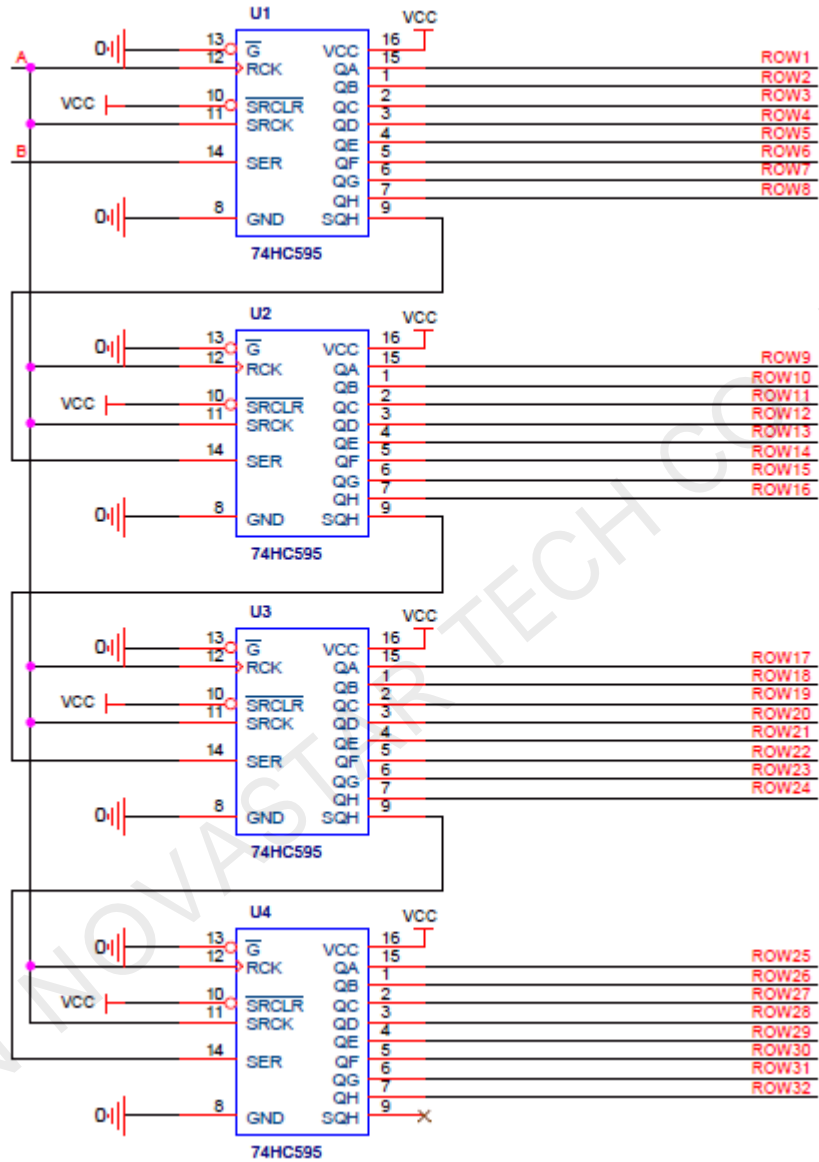 U1
VCC
0 13 G VCC 16
A 12 RCK QA 15 ROW1
QB 1 ROW2
VCC 10 SRCLR QC 2 ROW3
11 SRCK QD 3 ROW4
QE 4 ROW5
B 14 SER QF 5 ROW6
QG 6 ROW7
QH 7 ROW8
0 8 GND SQH 9
74HC595
U2
VCC
0 13 G VCC 16
12 RCK QA 15 ROW9
QB 1 ROW10
VCC 10 SRCLR QC 2 ROW11
11 SRCK QD 3 ROW12
QE 4 ROW13
14 SER QF 5 ROW14
QG 6 ROW15
QH 7 ROW16
0 8 GND SQH 9
74HC595
U3
VCC
0 13 G VCC 16
12 RCK QA 15 ROW17
QB 1 ROW18
VCC 10 SRCLR QC 2 ROW19
11 SRCK QD 3 ROW20
QE 4 ROW21
14 SER QF 5 ROW22
QG 6 ROW23
QH 7 ROW24
0 8 GND SQH 9
74HC595
U4
VCC
0 13 G VCC 16
12 RCK QA 15 ROW25
QB 1 ROW26
VCC 10 SRCLR QC 2 ROW27
11 SRCK QD 3 ROW28
QE 4 ROW29
14 SER QF 5 ROW30
QG 6 ROW31
QH 7 ROW32
0 8 GND SQH 9
74HC595
NOVASTAR TECH CO